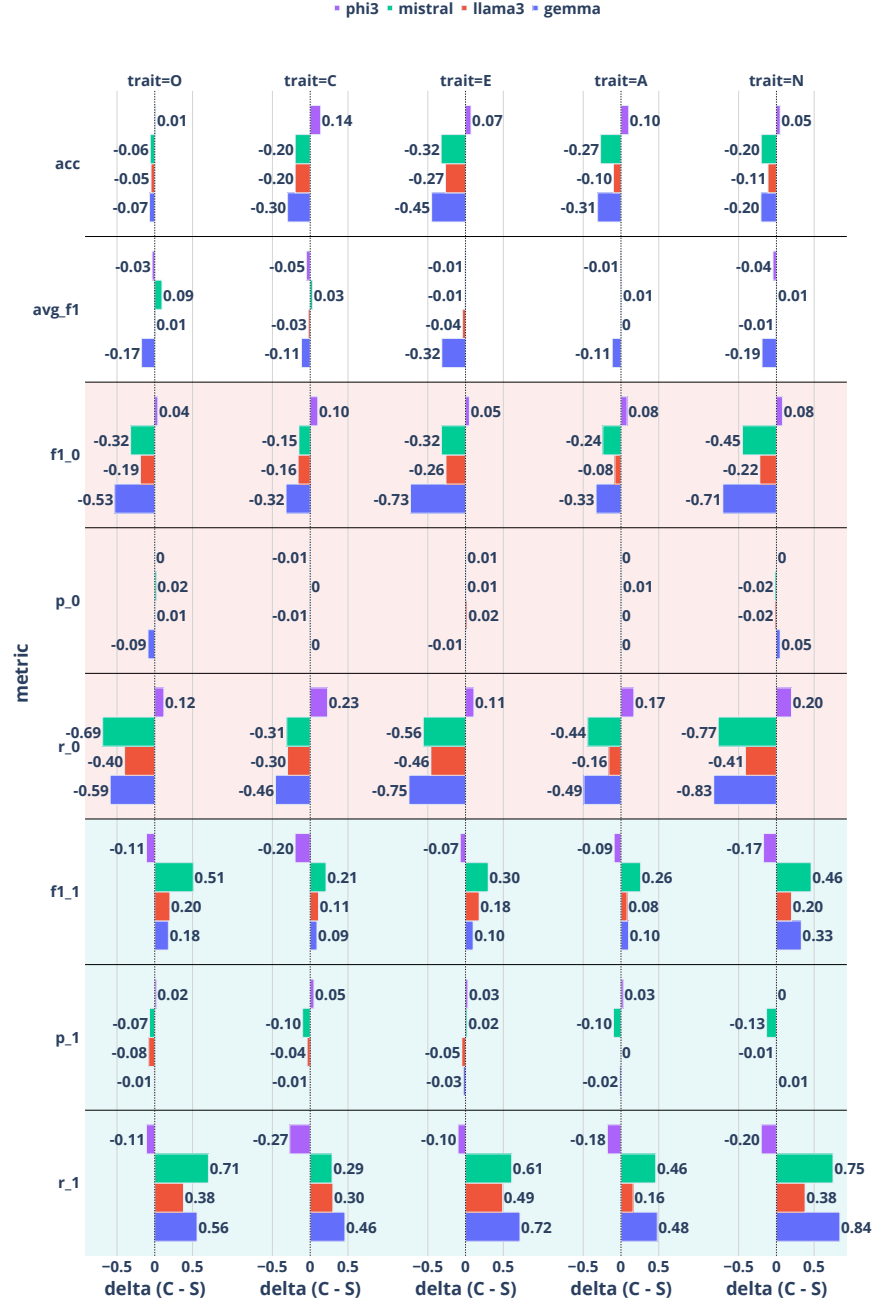 phi3 mistral llama3 gemma
trait=O trait=C trait=E trait=A trait=N
0.01 0.14 0.07 0.10 0.05
-0.06 -0.20 -0.32 -0.27 -0.20
acc
-0.05 -0.20 -0.27 -0.10 -0.11
-0.07 -0.30 -0.45 -0.31 -0.20
-0.03 -0.05 -0.01 -0.01 -0.04
0.09 0.03 -0.01 0.01 0.01
avg_f1
0.01 -0.03 -0.04 0 -0.01
-0.17 -0.11 -0.32 -0.11 -0.19
0.04 0.10 0.05 0.08 0.08
-0.32 -0.15 -0.32 -0.24 -0.45
f1_0
-0.19 -0.16 -0.26 -0.08 -0.22
-0.53 -0.32 -0.73 -0.33 -0.71
0 -0.01 0.01 0 0
0.02 0 0.01 0.01 -0.02
p_0
0.01 -0.01 0.02 0 -0.02
-0.09 0 -0.01 0 0.05
metric
0.12 0.23 0.11 0.17 0.20
-0.69 -0.31 -0.56 -0.44 -0.77
r_0
-0.40 -0.30 -0.46 -0.16 -0.41
-0.59 -0.46 -0.75 -0.49 -0.83
-0.11 -0.20 -0.07 -0.09 -0.17
0.51 0.21 0.30 0.26 0.46
f1_1
0.20 0.11 0.18 0.08 0.20
0.18 0.09 0.10 0.10 0.33
0.02 0.05 0.03 0.03 0
-0.07 -0.10 0.02 -0.10 -0.13
p_1
-0.08 -0.04 -0.05 0 -0.01
-0.01 -0.01 -0.03 -0.02 0.01
-0.11 -0.27 -0.10 -0.18 -0.20
0.71 0.29 0.61 0.46 0.75
r_1
0.38 0.30 0.49 0.16 0.38
0.56 0.46 0.72 0.48 0.84
−0.5 0 0.5 −0.5 0 0.5 −0.5 0 0.5 −0.5 0 0.5 −0.5 0 0.5
delta (C - S) delta (C - S) delta (C - S) delta (C - S) delta (C - S)